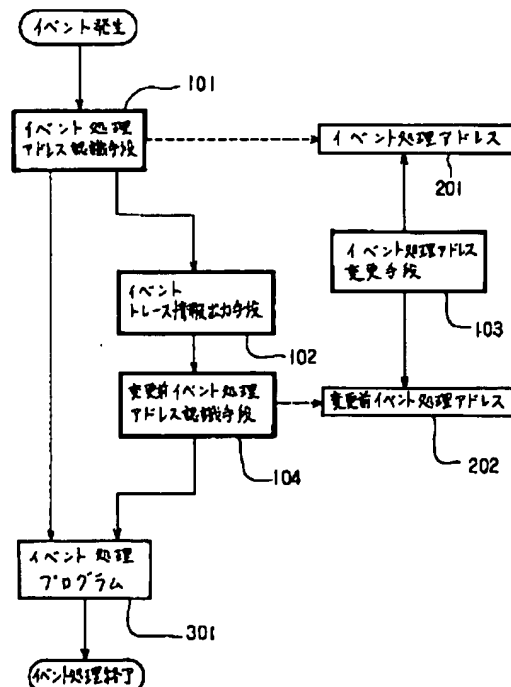 イベント発生
101
イベント処理
アドレス認識手段
イベント処理アドレス
201
イベント処理アドレス
変更手段
103
イベント
トレース情報出力手段
102
変更前イベント処理
アドレス認識手段
104
変更前イベント処理アドレス
202
イベント処理
プログラム
301
イベント処理終了